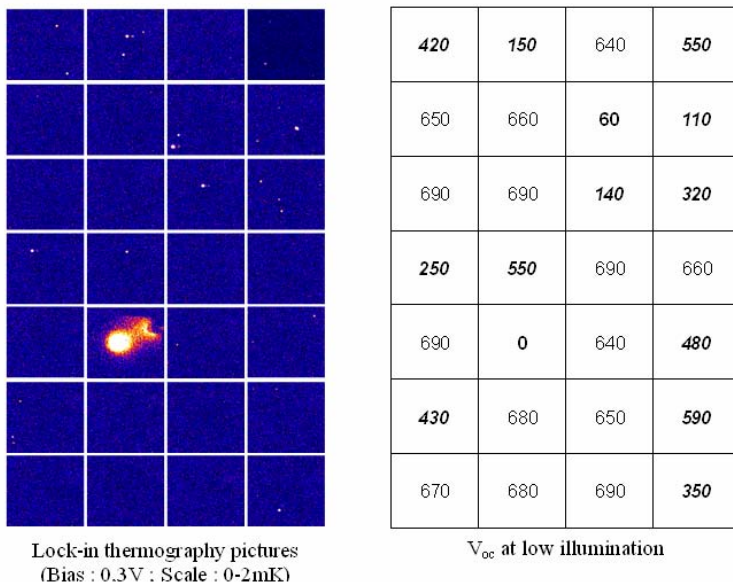 420 150 640 550
650 660 60 110
690 690 140 320
250 550 690 660
690 0 640 480
430 680 650 590
670 680 690 350
Lock-in thermography pictures
(Bias : 0.3V ; Scale : 0-2mK)
Voc at low illumination